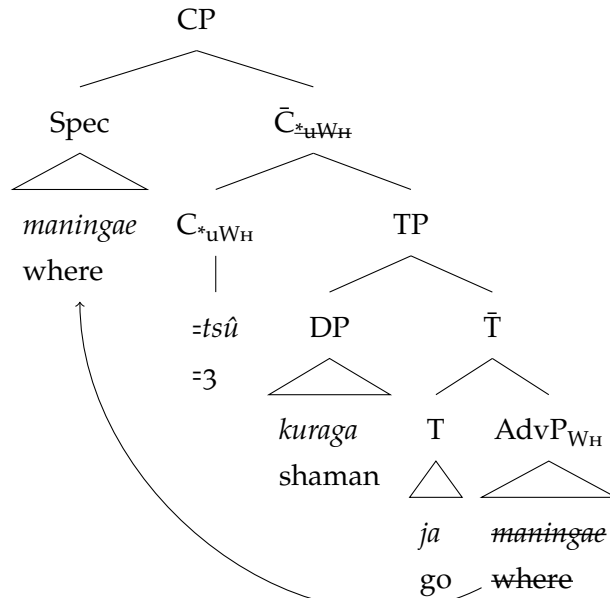 CP
Spec C̄*uWH
maningae C*uWH TP
where
=tsû DP T̄
=3
kuraga T AdvPWH
shaman
ja maningae
go where